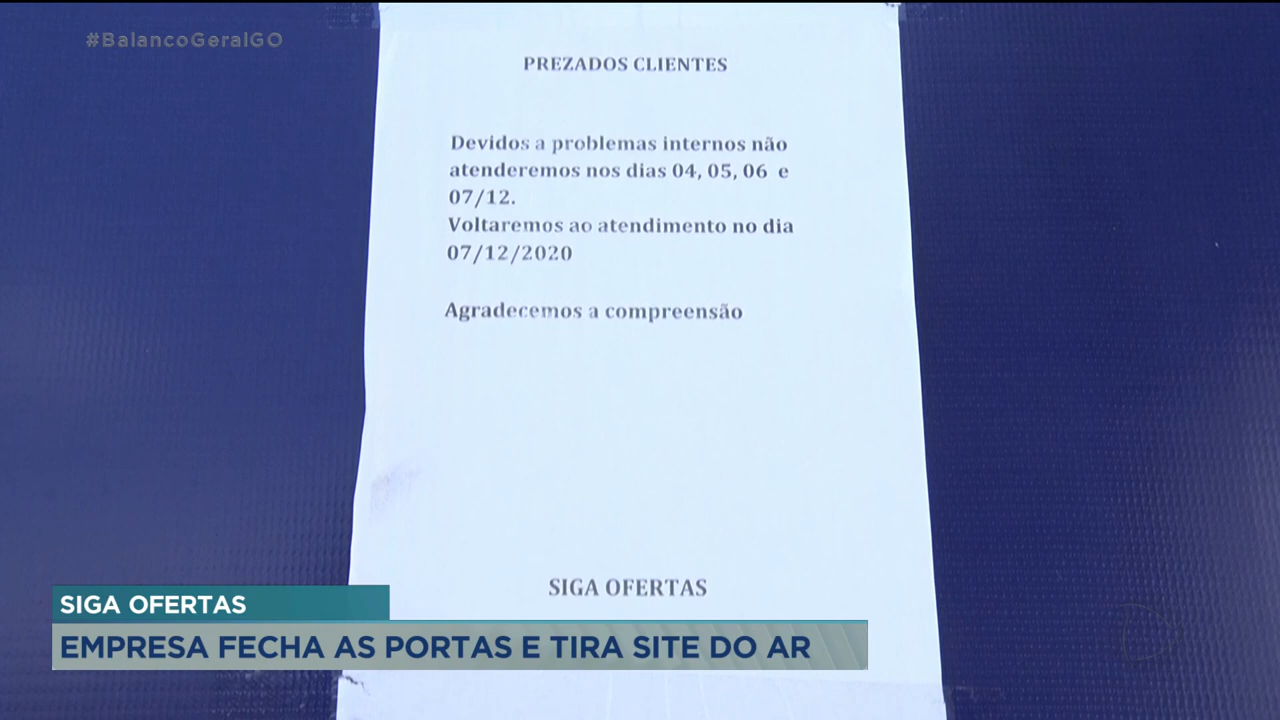 #BalancoGeralGO
PREZADOS CLIENTES
Devidos a problemas internos não
atenderemos nos dias 04, 05, 06 e
07/12.
Voltaremos ao atendimento no dia
07/12/2020
Agradecemos a compreensão
SIGA OFERTAS
SIGA OFERTAS
EMPRESA FECHA AS PORTAS E TIRA SITE DO AR